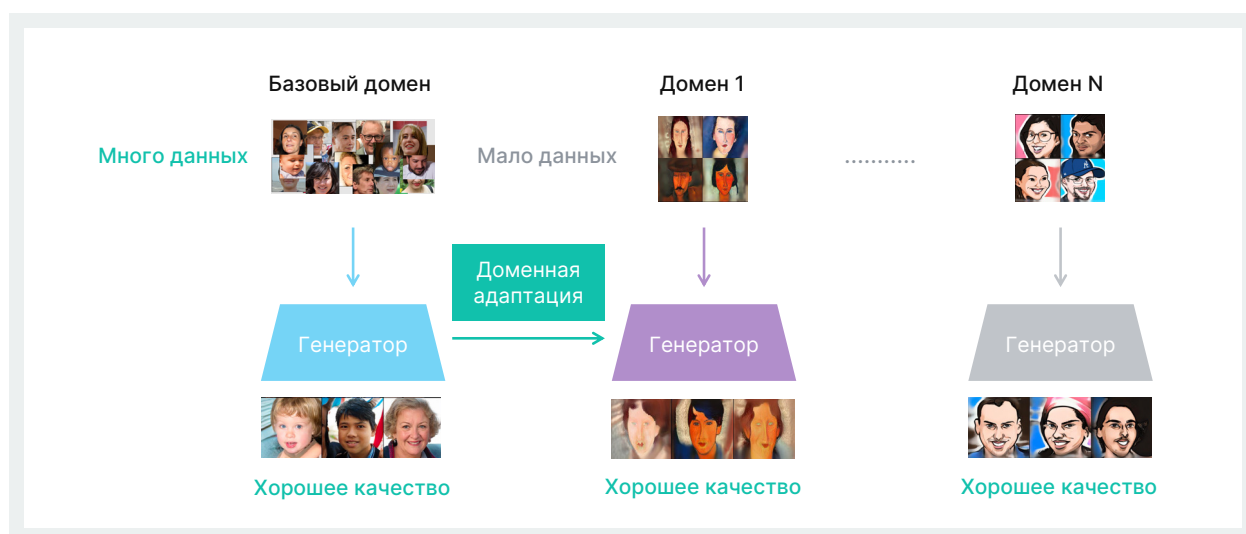 Базовый домен
Домен 1
Домен N
Много данных
Мало данных
...........
Доменная
адаптация
Генератор
Генератор
Генератор
Хорошее качество
Хорошее качество
Хорошее качество